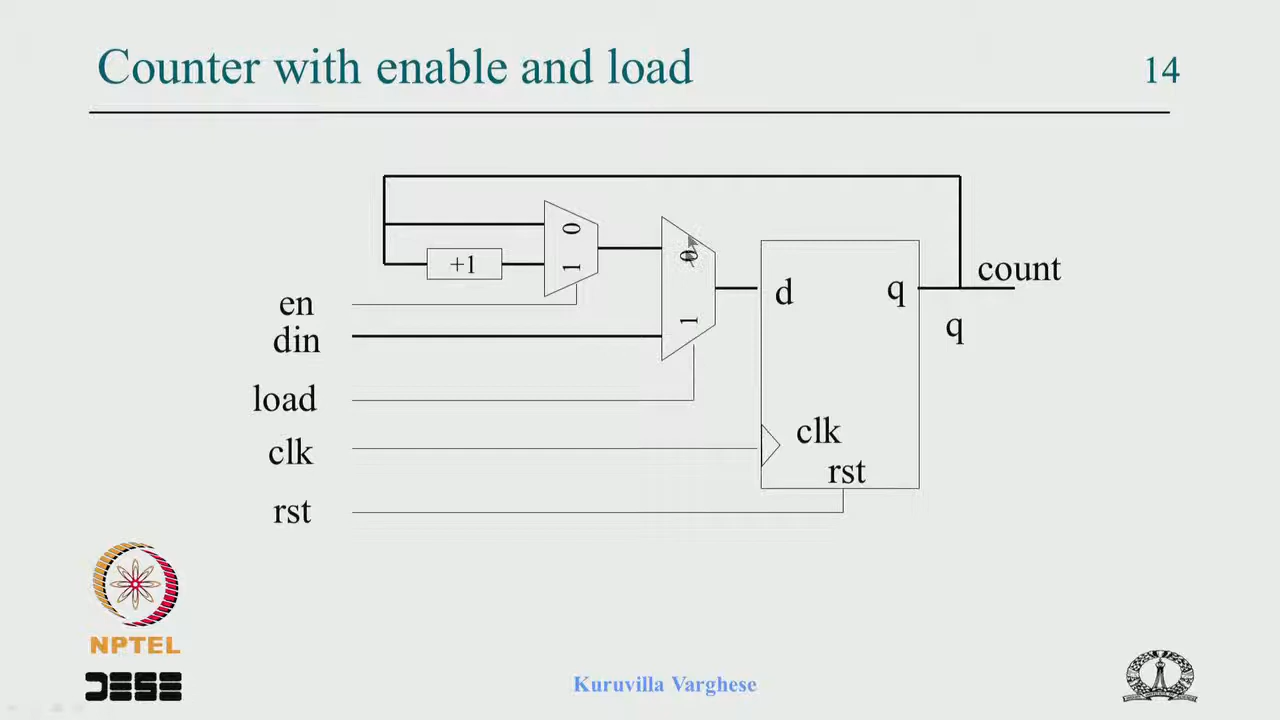 Counter with enable and load
14
0
+1
1
0
1
en
din
load
clk
rst
d
q
count
q
clk
rst
NPTEL
DESE
Kuruvilla Varghese